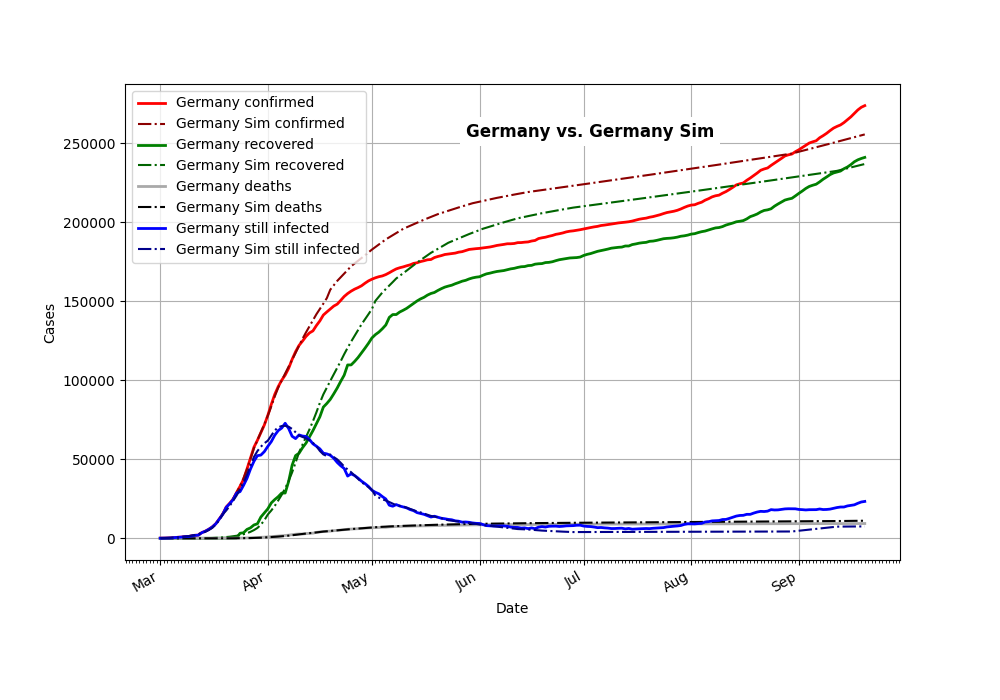 Germany vs. Germany Sim
Germany confirmed
Germany Sim confirmed
Germany recovered
Germany Sim recovered
Germany deaths
Germany Sim deaths
Germany still infected
Germany Sim still infected
Cases
250000
200000
150000
100000
50000
0
Mar
Apr
May
Jun
Jul
Aug
Sep
Date